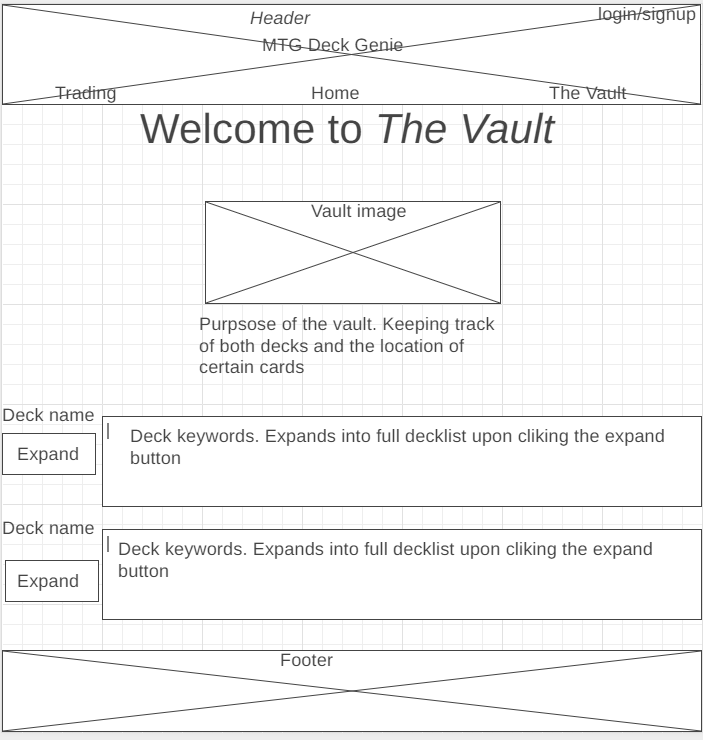 Header
login/signup
MTG Deck Genie
Trading
Home
The Vault
Welcome to The Vault
Vault image
Purpsose of the vault. Keeping track
of both decks and the location of
certain cards
Deck name
Expand
Deck keywords. Expands into full decklist upon cliking the expand
button
Deck name
Expand
Deck keywords. Expands into full decklist upon cliking the expand
button
Footer